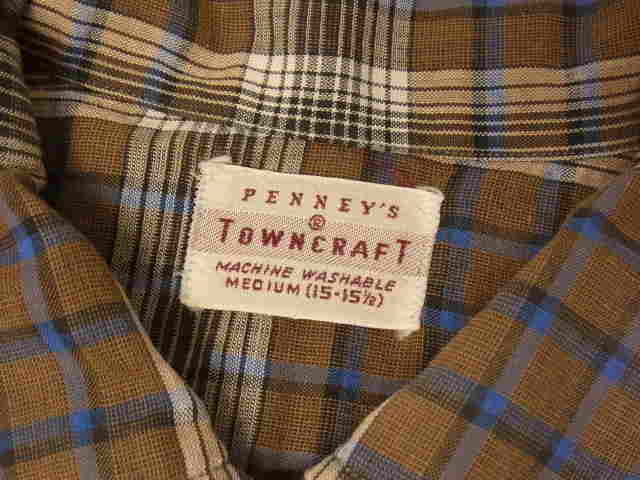 PENNEY'S
®
TOWNCRAFT
MACHINE WASHABLE
MEDIUM (15-15½)